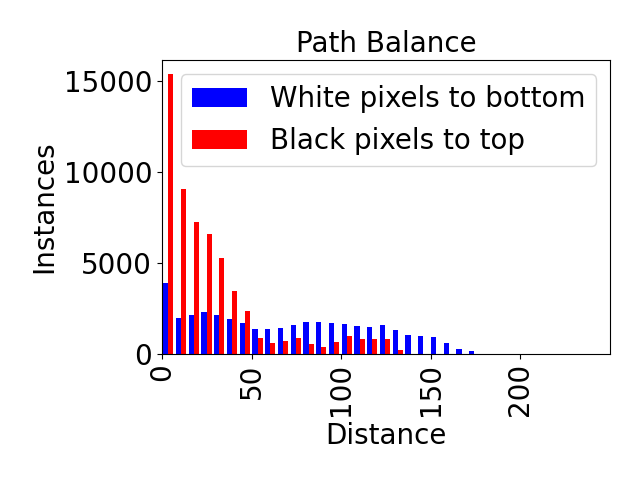 Path Balance
White pixels to bottom
Black pixels to top
Instances
15000
10000
5000
0
0
50
100
150
200
Distance